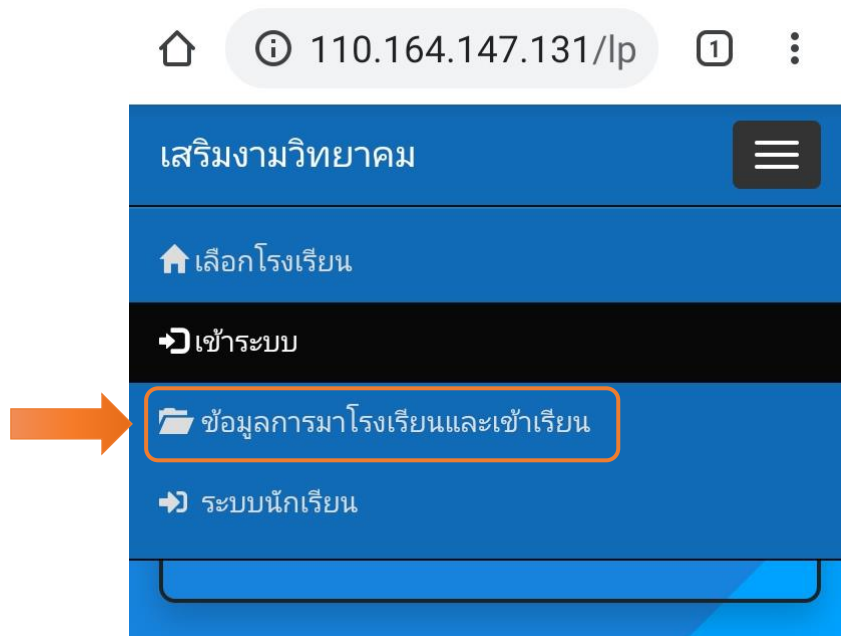 110.164.147.131/lp 1
เสริมงามวิทยาคม
เลือกโรงเรียน
เข้าระบบ
ข้อมูลการมาโรงเรียนและเข้าเรียน
ระบบนักเรียน